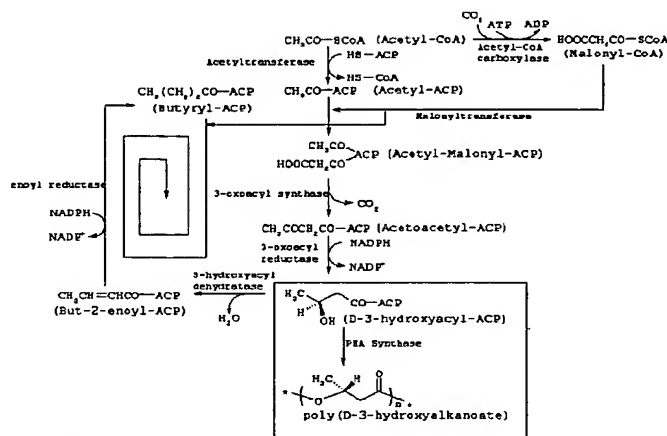 CO₂ ATP ADP
CH₃CO—SCoA (Acetyl-CoA)
HOOCCH₂CO—SCoA
(Malonyl-CoA)
Acetyl-CoA
carboxylase
HS—ACP
Acetyltransferase
HS—CoA
CH₃(CH₂)₂CO—ACP
(Butyryl-ACP)
CH₃CO—ACP (Acetyl-ACP)
Malonyltransferase
CH₃CO
HOOCCH₂CO
ACP (Acetyl-Malonyl-ACP)
enoyl reductase
3-oxoacyl synthase
CO₂
NADPH
NADP⁺
CH₃COCH₂CO—ACP (Acetoacetyl-ACP)
3-oxoacyl
reductase
NADPH
NADP⁺
3-hydroxyacyl
dehydratase
CH₃CH=CHCO—ACP
(But-2-enoyl-ACP)
H₂O
H₃C
CO—ACP
H
OH
(D-3-hydroxyacyl-ACP)
PHA Synthase
H₃C H O
* ( O )n *
poly(D-3-hydroxyalkanoate)